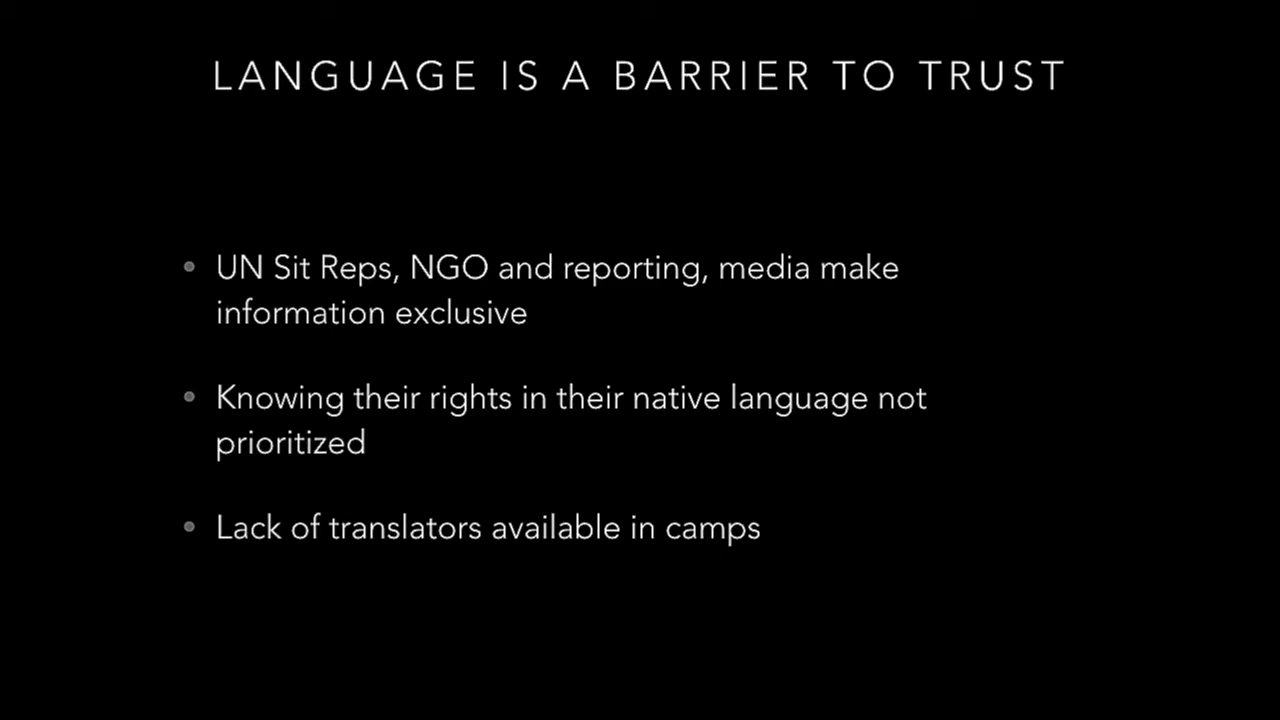 LANGUAGE IS A BARRIER TO TRUST
• UN Sit Reps, NGO and reporting, media make
information exclusive
• Knowing their rights in their native language not
prioritized
• Lack of translators available in camps